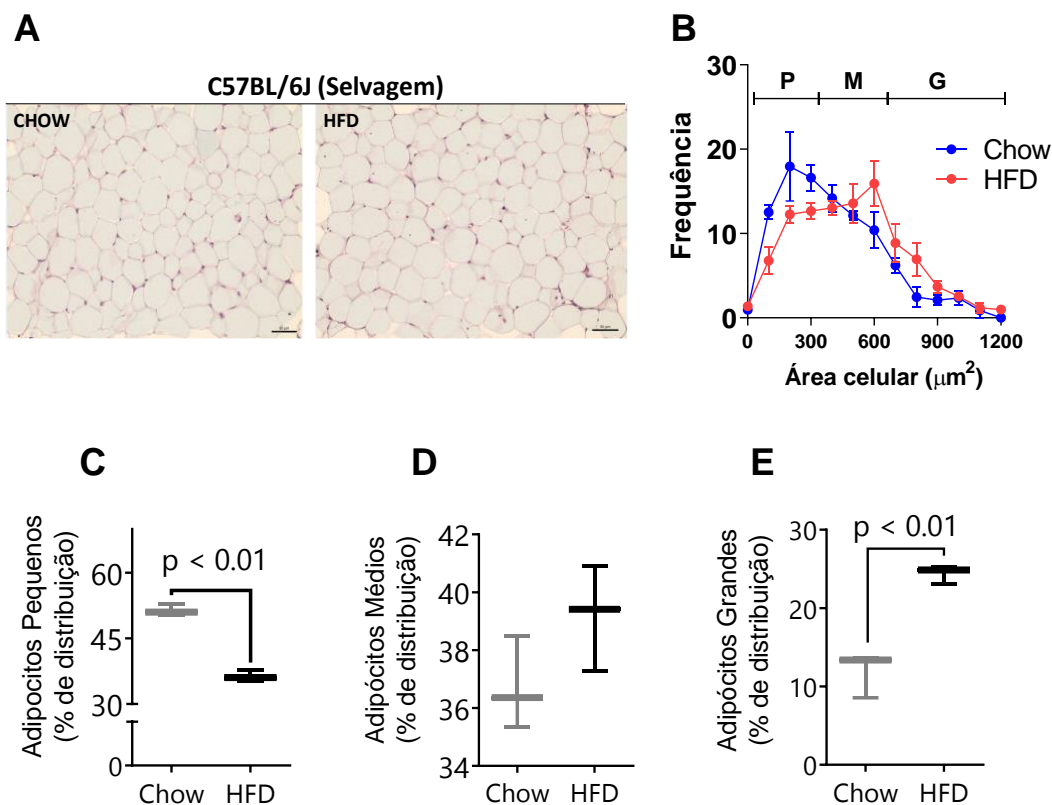 A
C57BL/6J (Selvagem)
CHOW
HFD
B
30
20
10
0
Frequência
P
M
G
Chow
HFD
0
300
600
900
1200
Área celular (μm²)
C
Adipocitos Pequenos
(% de distribuição)
60
45
30
0
p < 0.01
Chow
HFD
D
Adipócitos Médios
(% de distribuição)
42
40
38
36
34
Chow
HFD
E
Adipócitos Grandes
(% de distribuição)
30
20
10
0
p < 0.01
Chow
HFD